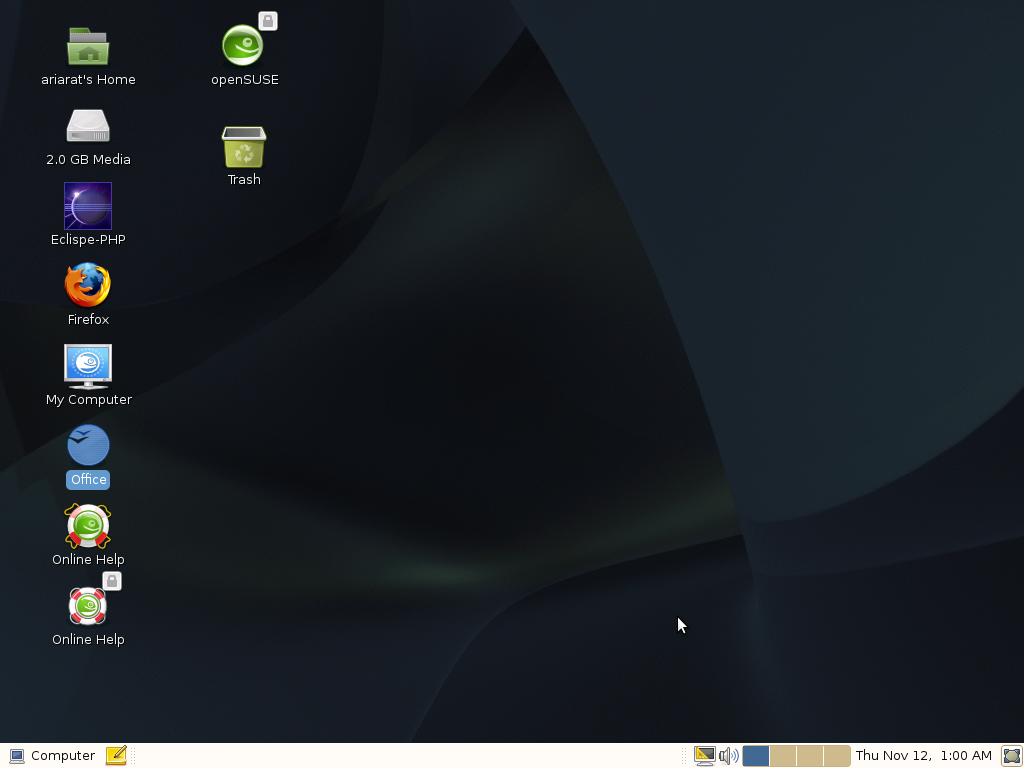 ariarat's Home
openSUSE
2.0 GB Media
Trash
Eclispe-PHP
Firefox
My Computer
Office
Online Help
Online Help
Computer
Thu Nov 12,  1:00 AM